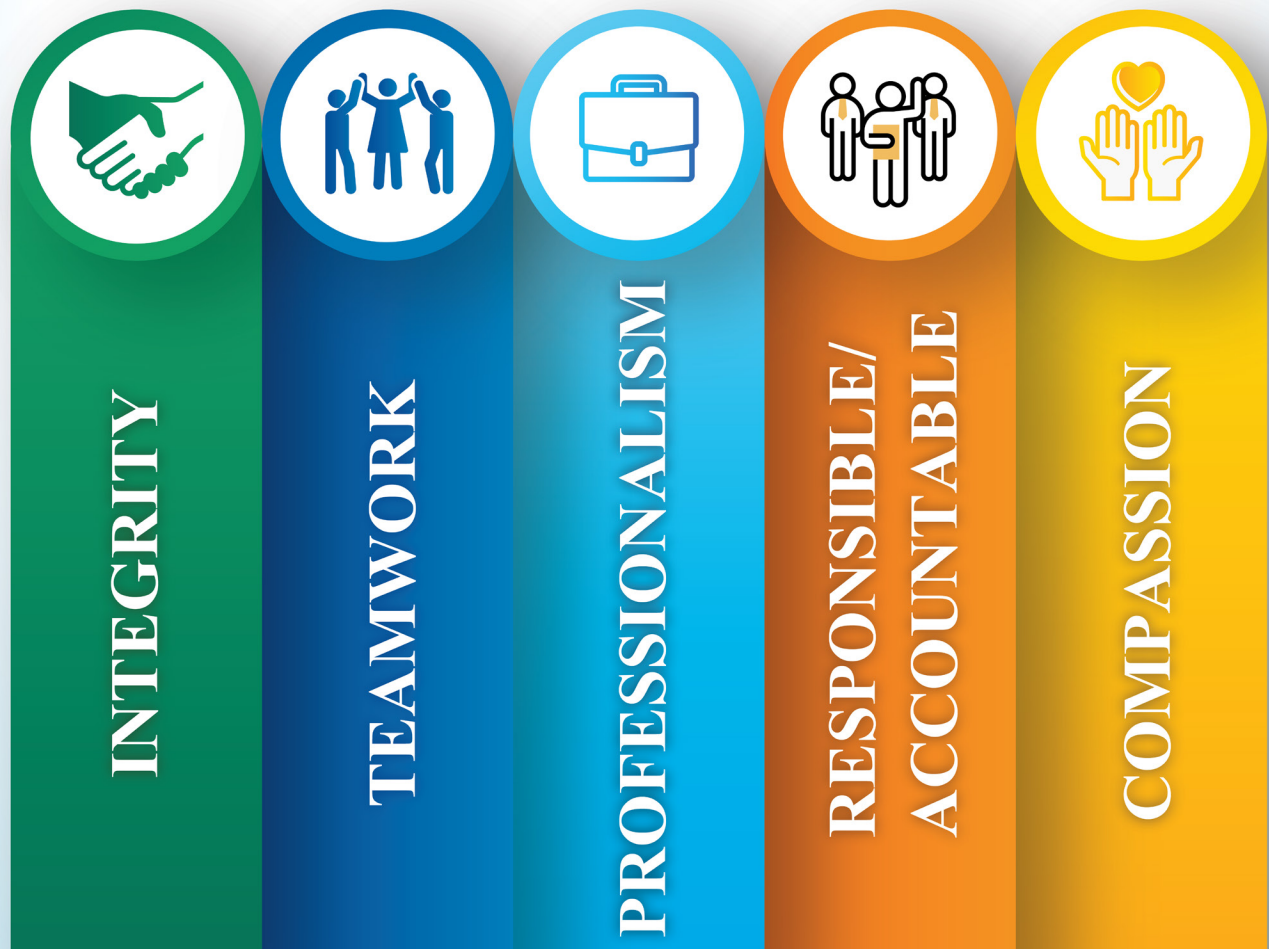 INTEGRITY
TEAMWORK
PROFESSIONALISM
RESPONSIBLE/
ACCOUNTABLE
COMPASSION